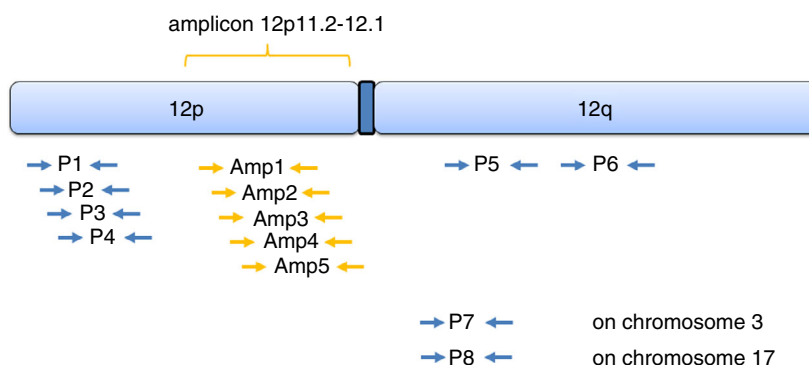 amplicon 12p11.2-12.1
12p 12q
P1 Amp1 P5 P6
P2 Amp2
P3 Amp3
P4 Amp4
Amp5
P7 on chromosome 3
P8 on chromosome 17